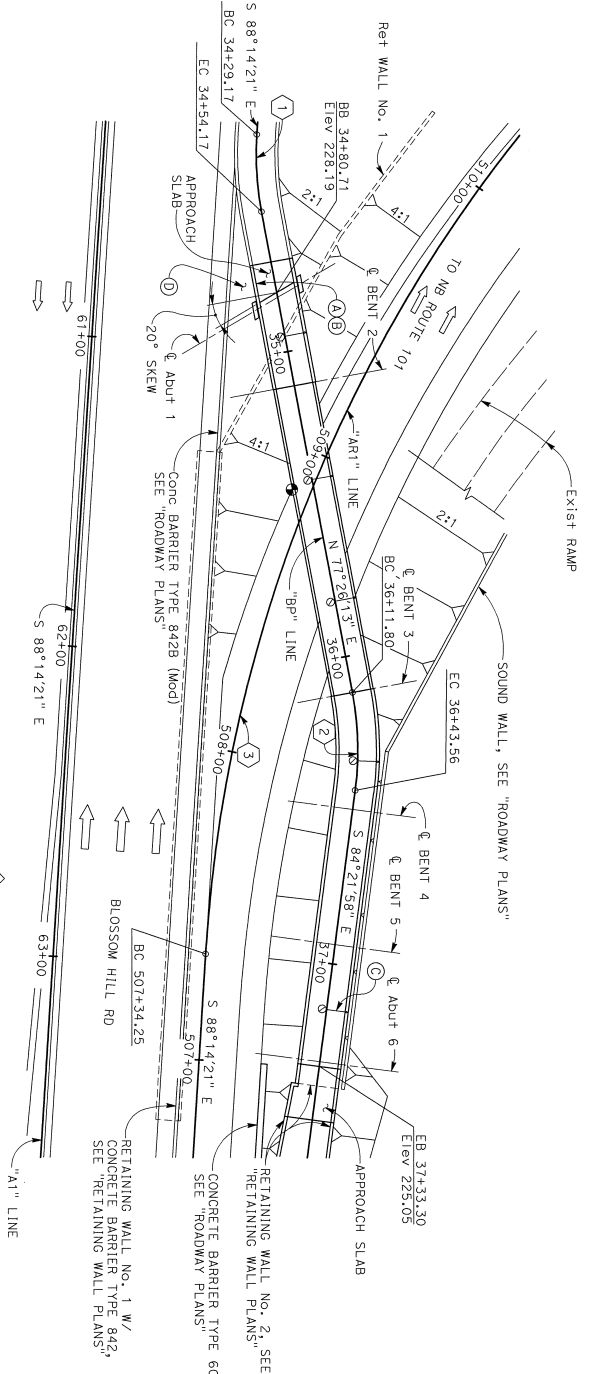 S 88°14'21" E
BC 34+29.17
EC 34+54.17
1
Ret WALL No. 1
BB 34+80.71
Elev 228.19
2:1
4:1
510+00
TO NB ROUTE 101
APPROACH
SLAB
D
A
B
℄ BENT 2
20° SKEW
℄ Abut 1
35+00
61+00
Exist RAMP
"AR1" LINE
509+00
4:1
Conc BARRIER TYPE 842B (Mod)
SEE "ROADWAY PLANS"
2:1
"BP" LINE
N 77°26'13" E
BC 36+11.80
℄ BENT 3
36+00
SOUND WALL, SEE "ROADWAY PLANS"
EC 36+43.56
2
3
508+00
62+00
S 88°14'21" E
℄ BENT 4
S 84°21'58" E
℄ BENT 5
37+00
C
℄ Abut 6
BLOSSOM HILL RD
BC 507+34.25
S 88°14'21" E
507+00
63+00
EB 37+33.30
Elev 225.05
APPROACH SLAB
RETAINING WALL No. 2, SEE
"RETAINING WALL PLANS"
CONCRETE BARRIER TYPE 60
SEE "ROADWAY PLANS"
RETAINING WALL No. 1 W/
CONCRETE BARRIER TYPE 842,
SEE "RETAINING WALL PLANS"
"A1" LINE